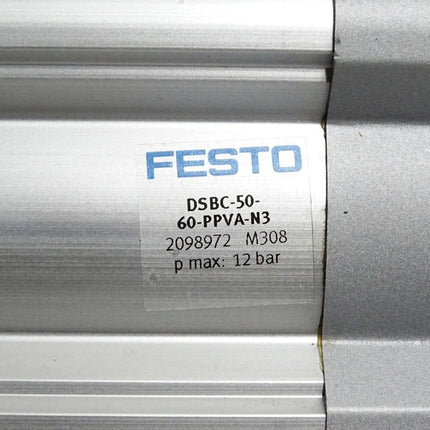 FESTO
DSBC-50-
60-PPVA-N3
2098972 M308
p max: 12 bar